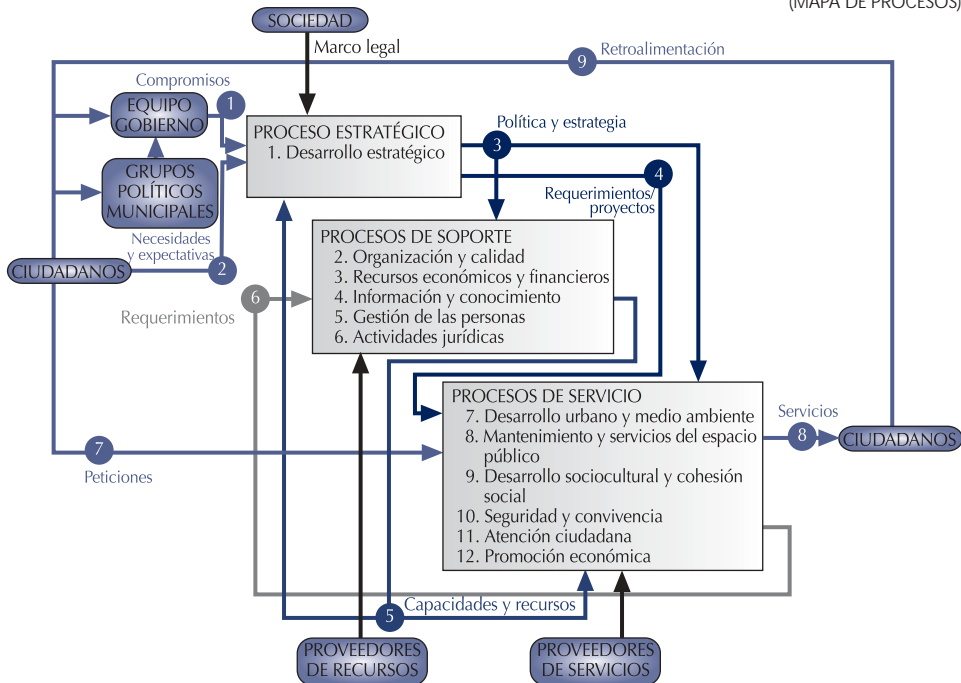 (MAPA DE PROCESOS)
SOCIEDAD
Marco legal
9
Retroalimentación
Compromisos
1
EQUIPO
GOBIERNO
GRUPOS
POLÍTICOS
MUNICIPALES
PROCESO ESTRATÉGICO
1. Desarrollo estratégico
Política y estrategia
3
4
Requerimientos/
proyectos
Necesidades
y expectativas
2
CIUDADANOS
PROCESOS DE SOPORTE
2. Organización y calidad
3. Recursos económicos y financieros
4. Información y conocimiento
5. Gestión de las personas
6. Actividades jurídicas
6
Requerimientos
PROCESOS DE SERVICIO
7. Desarrollo urbano y medio ambiente
8. Mantenimiento y servicios del espacio
público
9. Desarrollo sociocultural y cohesión
social
10. Seguridad y convivencia
11. Atención ciudadana
12. Promoción económica
Servicios
8
CIUDADANOS
7
Peticiones
5
Capacidades y recursos
PROVEEDORES
DE RECURSOS
PROVEEDORES
DE SERVICIOS